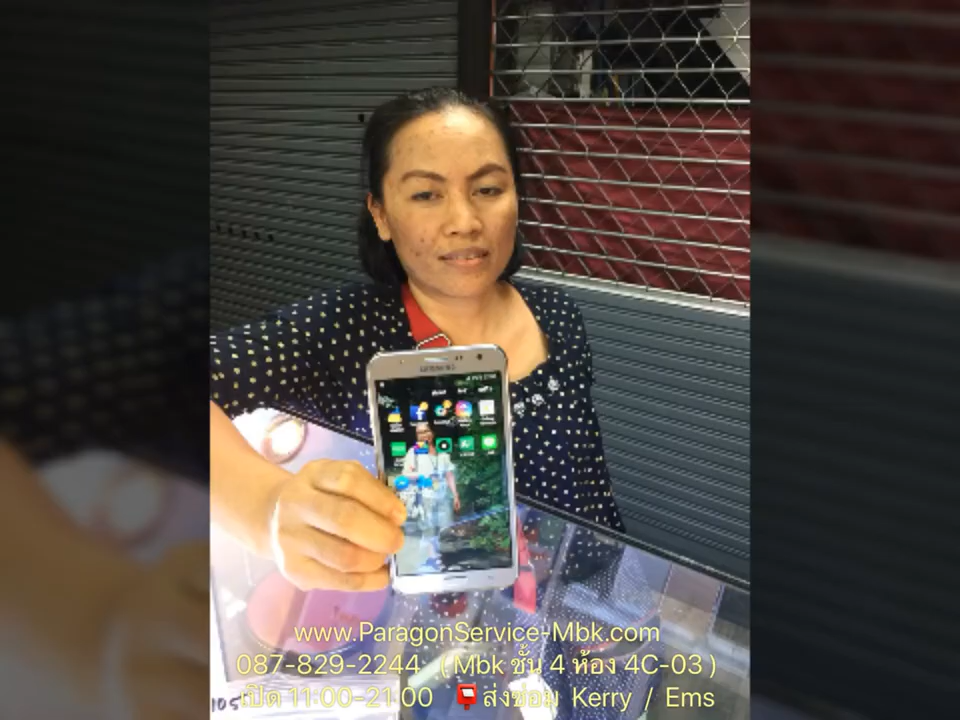 SAMSUNG
www.ParagonService-Mbk.com
087-829-2244 (Mbk ชั้น 4 ห้อง 4C-03)
เปิด 11:00-21:00 📮ส่งซ่อม Kerry / Ems